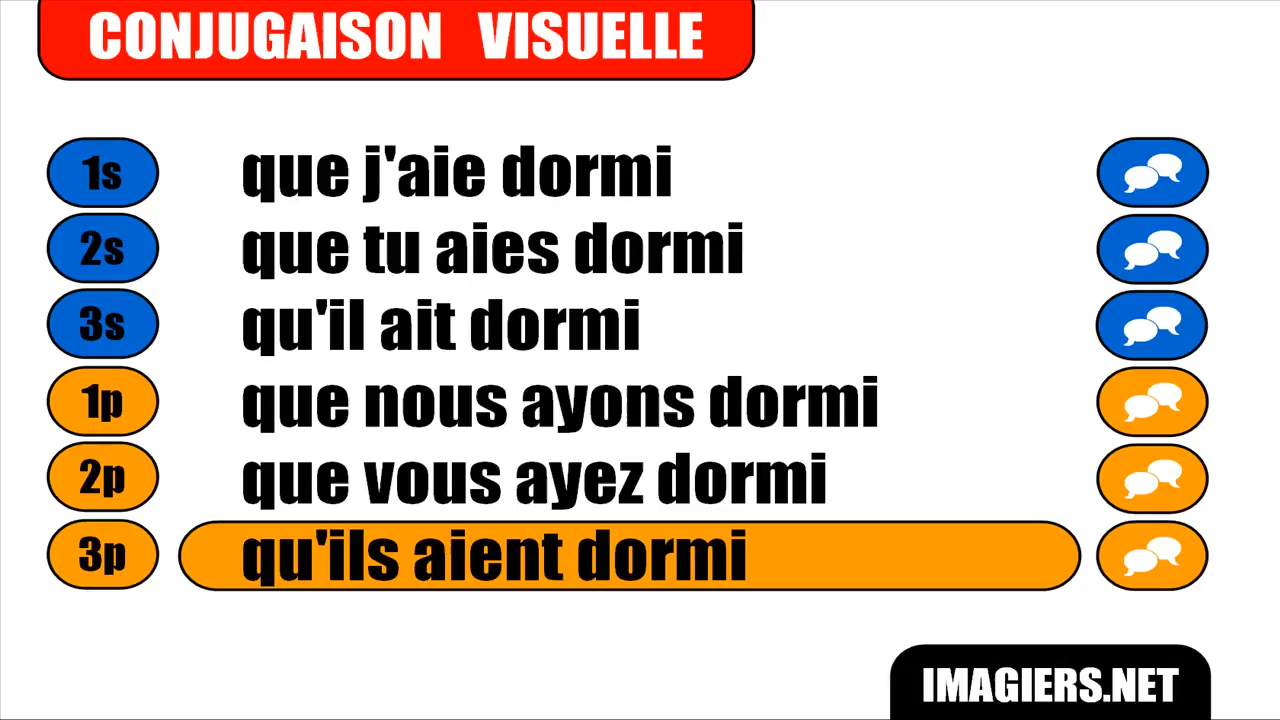 CONJUGAISON VISUELLE
1s que j'aie dormi
2s que tu aies dormi
3s qu'il ait dormi
1p que nous ayons dormi
2p que vous ayez dormi
3p qu'ils aient dormi
IMAGIERS.NET